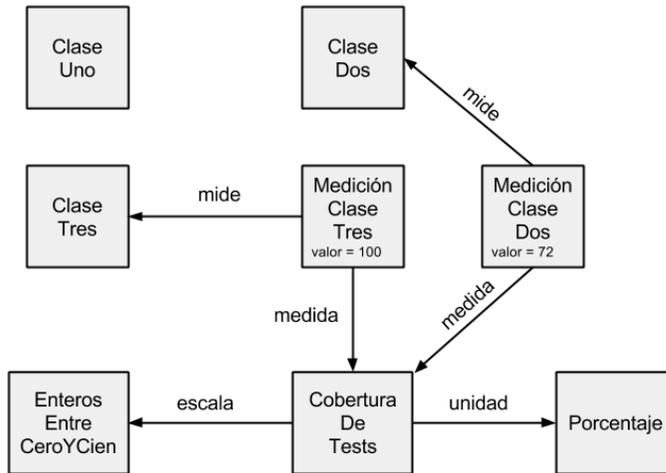 Clase
Uno
Clase
Dos
mide
Clase
Tres
mide
Medición
Clase
Tres
valor = 100
Medición
Clase
Dos
valor = 72
medida
medida
Enteros
Entre
CeroYCien
escala
Cobertura
De
Tests
unidad
Porcentaje